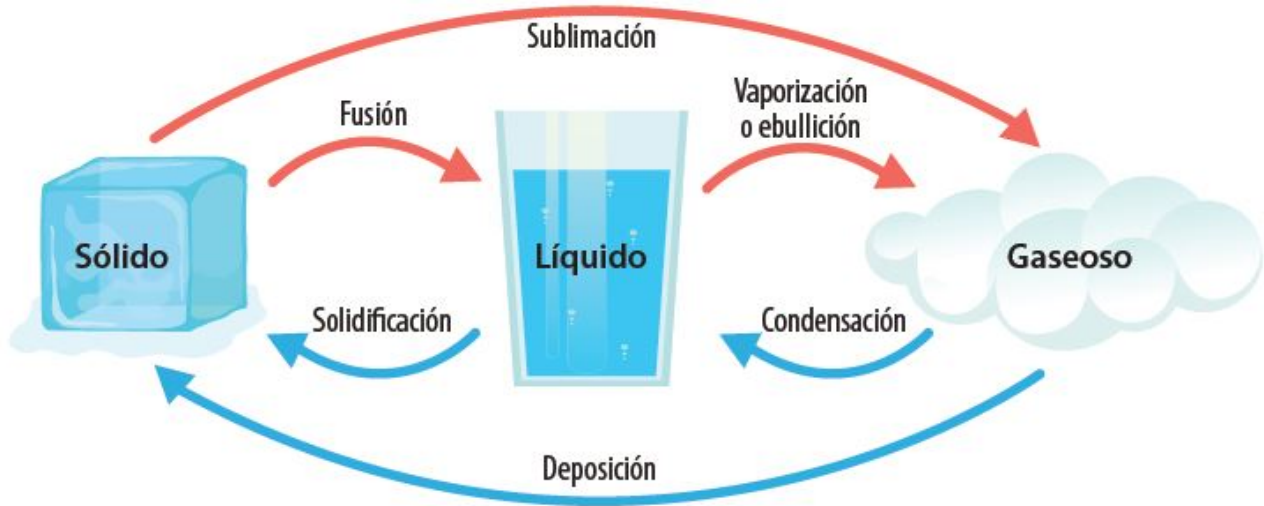 Sublimación
Fusión
Vaporización
o ebullición
Sólido
Líquido
Gaseoso
Solidificación
Condensación
Deposición